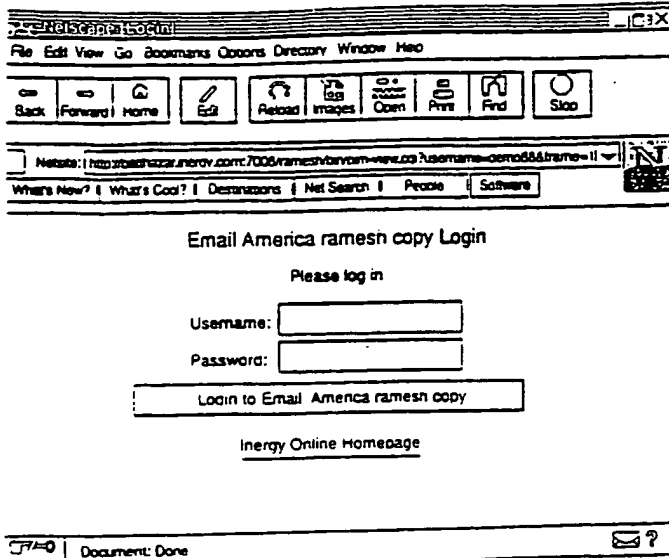 Netscape: [Login]
File Edit View Go Bookmarks Options Directory Window Help
Back Forward Home Edit Reload Images Open Print Find Stop
Netsite: N
What's New? What's Cool? Destinations Net Search People Software
Email America ramesh copy Login
Please log in
Username:
Password:
Login to Email America ramesh copy
Inergy Online Homepage
Document: Done ?